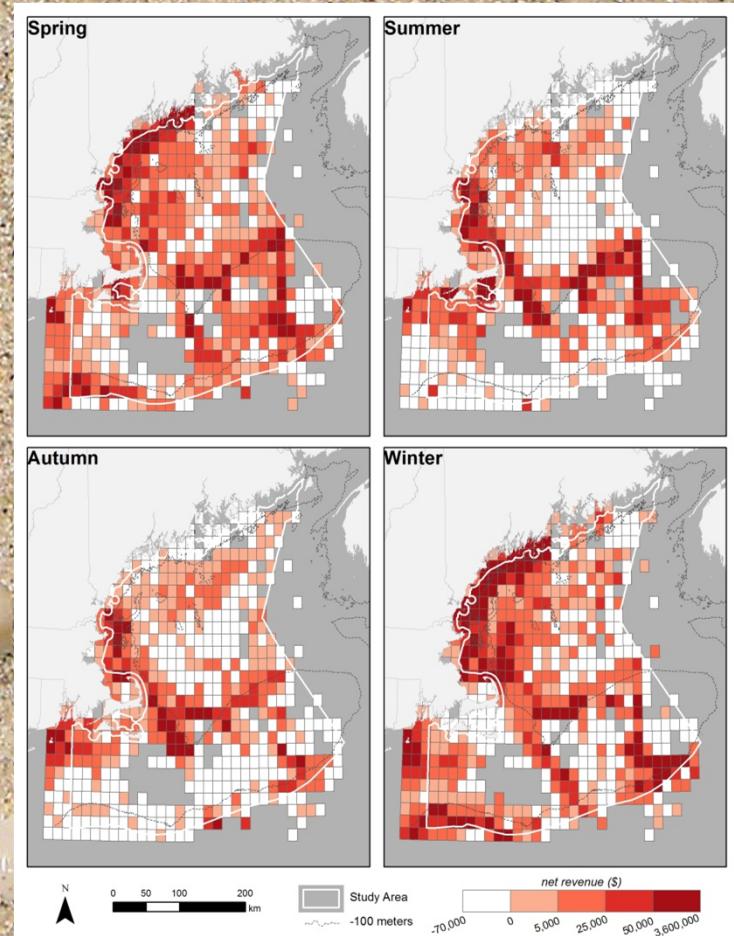 Spring
Summer
Autumn
Winter
N
0 50 100 200
km
Study Area
-100 meters
net revenue ($)
-70,000 0 5,000 25,000 50,000 3,600,000